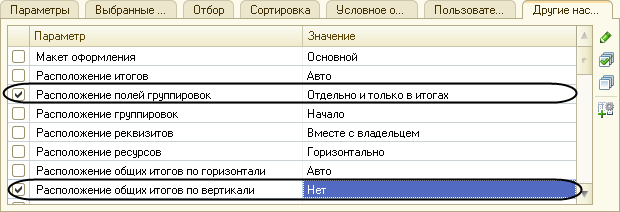 Параметры Выбранные ... Отбор Сортировка Условное о... Пользовате... Другие нас...
Параметр Значение
Макет оформления Основной
Расположение итогов Авто
Расположение полей группировок Отдельно и только в итогах
Расположение группировок Начало
Расположение реквизитов Вместе с владельцем
Расположение ресурсов Горизонтально
Расположение общих итогов по горизонтали Авто
Расположение общих итогов по вертикали Нет